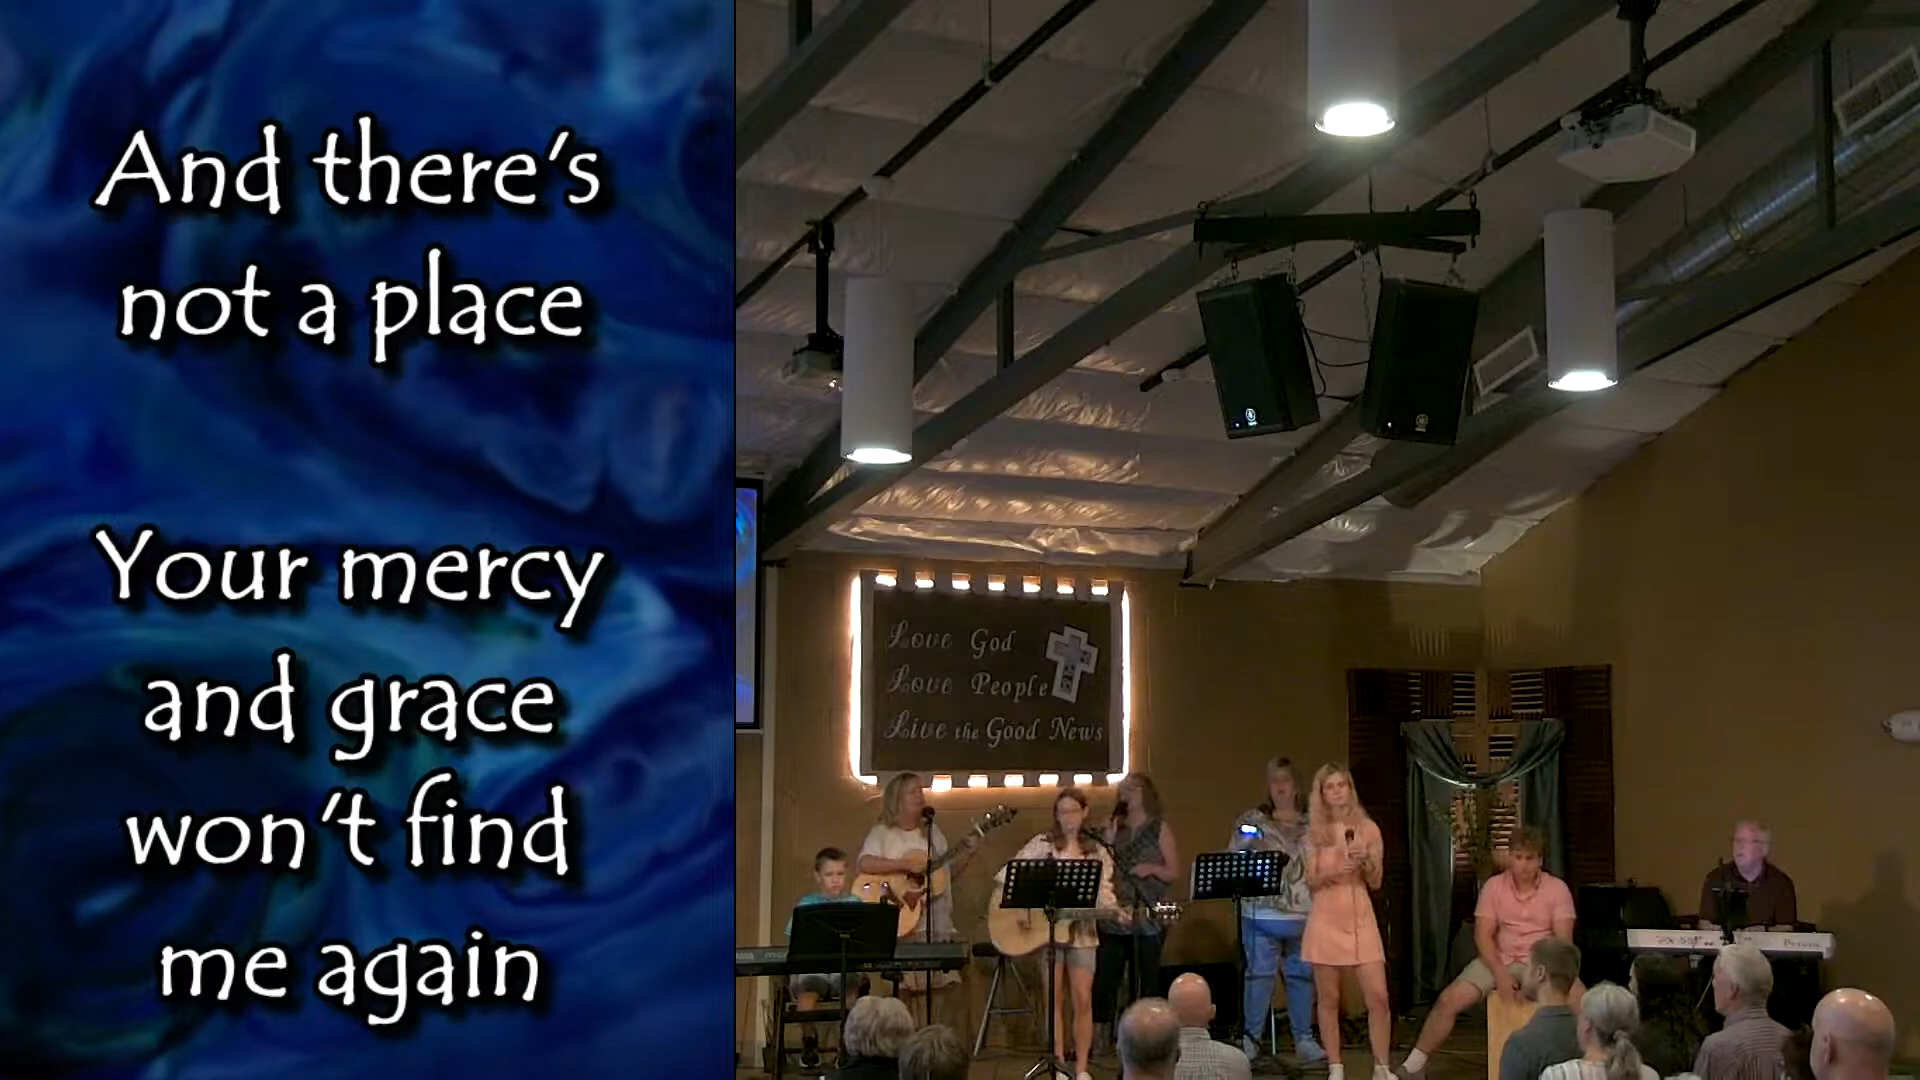 And there's
not a place
Your mercy
and grace
won't find
me again
Love God
Love People
Live the Good News